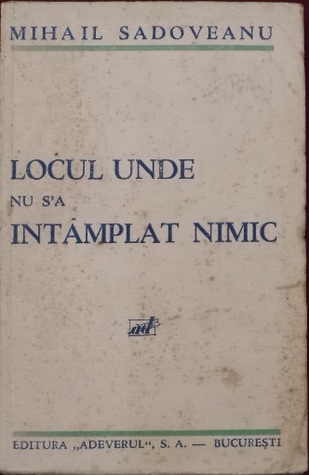 MIHAIL SADOVEANU
LOCUL UNDE
NU S'A
INTÂMPLAT NIMIC
EDITURA „ADEVERUL“, S. A. — BUCUREȘTI